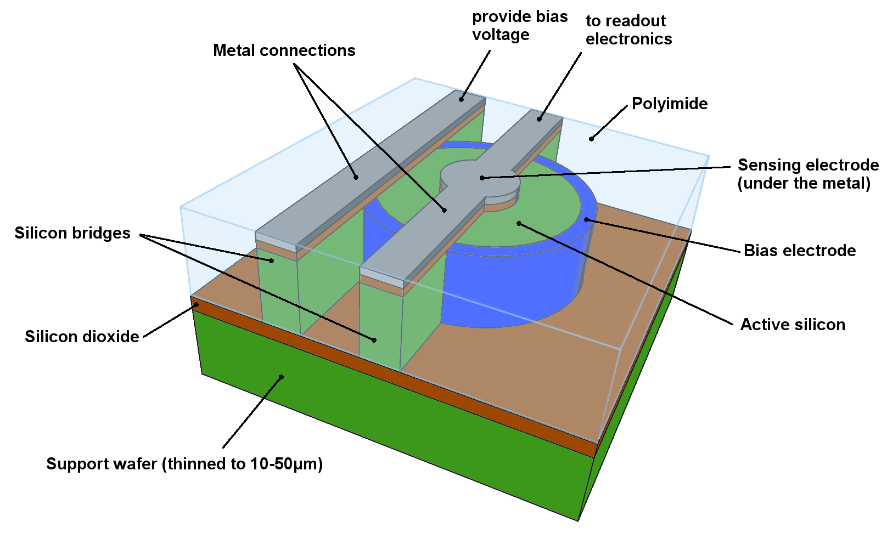 provide bias
voltage
to readout
electronics
Metal connections
Polyimide
Sensing electrode
(under the metal)
Silicon bridges
Bias electrode
Silicon dioxide
Active silicon
Support wafer (thinned to 10-50µm)